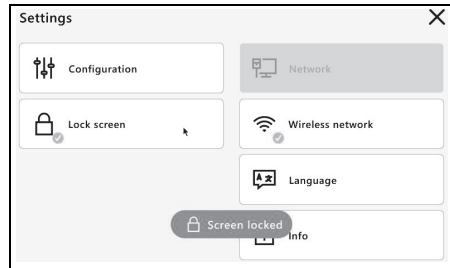 Settings
Configuration
Network
Lock screen
Wireless network
Language
Screen locked
Info